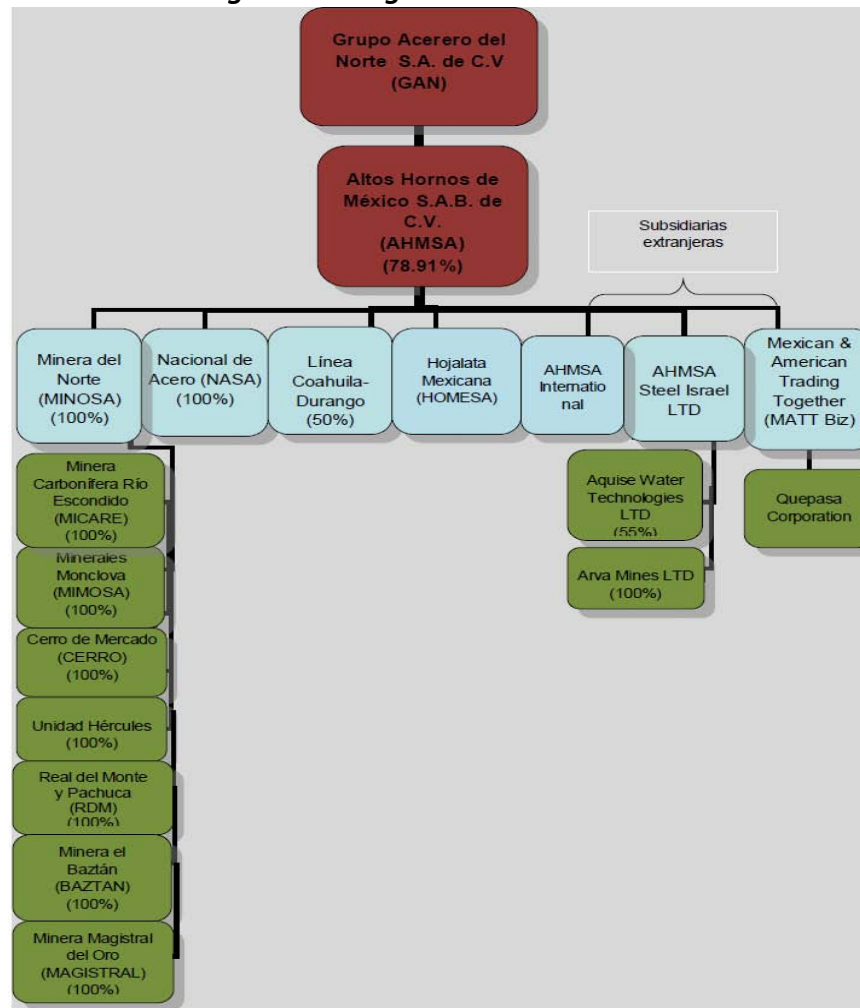 Grupo Acerero del
Norte S.A. de C.V
(GAN)
Altos Hornos de
México S.A.B. de
C.V.
(AHMSA)
(78.91%)
Subsidiarias
extranjeras
Minera del
Norte
(MINOSA)
(100%)
Nacional de
Acero (NASA)
(100%)
Línea
Coahuila-
Durango
(50%)
Hojalata
Mexicana
(HOMESA)
AHMSA
Internatio
nal
AHMSA
Steel Israel
LTD
Mexican &
American
Trading
Together
(MATT Biz)
Minera
Carbonífera Río
Escondido
(MICARE)
(100%)
Minerales
Monclova
(MIMOSA)
(100%)
Cerro de Mercado
(CERRO)
(100%)
Unidad Hércules
(100%)
Real del Monte
y Pachuca
(RDM)
(100%)
Minera el
Baztán
(BAZTAN)
(100%)
Minera Magistral
del Oro
(MAGISTRAL)
(100%)
Aquise Water
Technologies
LTD
(55%)
Arva Mines LTD
(100%)
Quepasa
Corporation